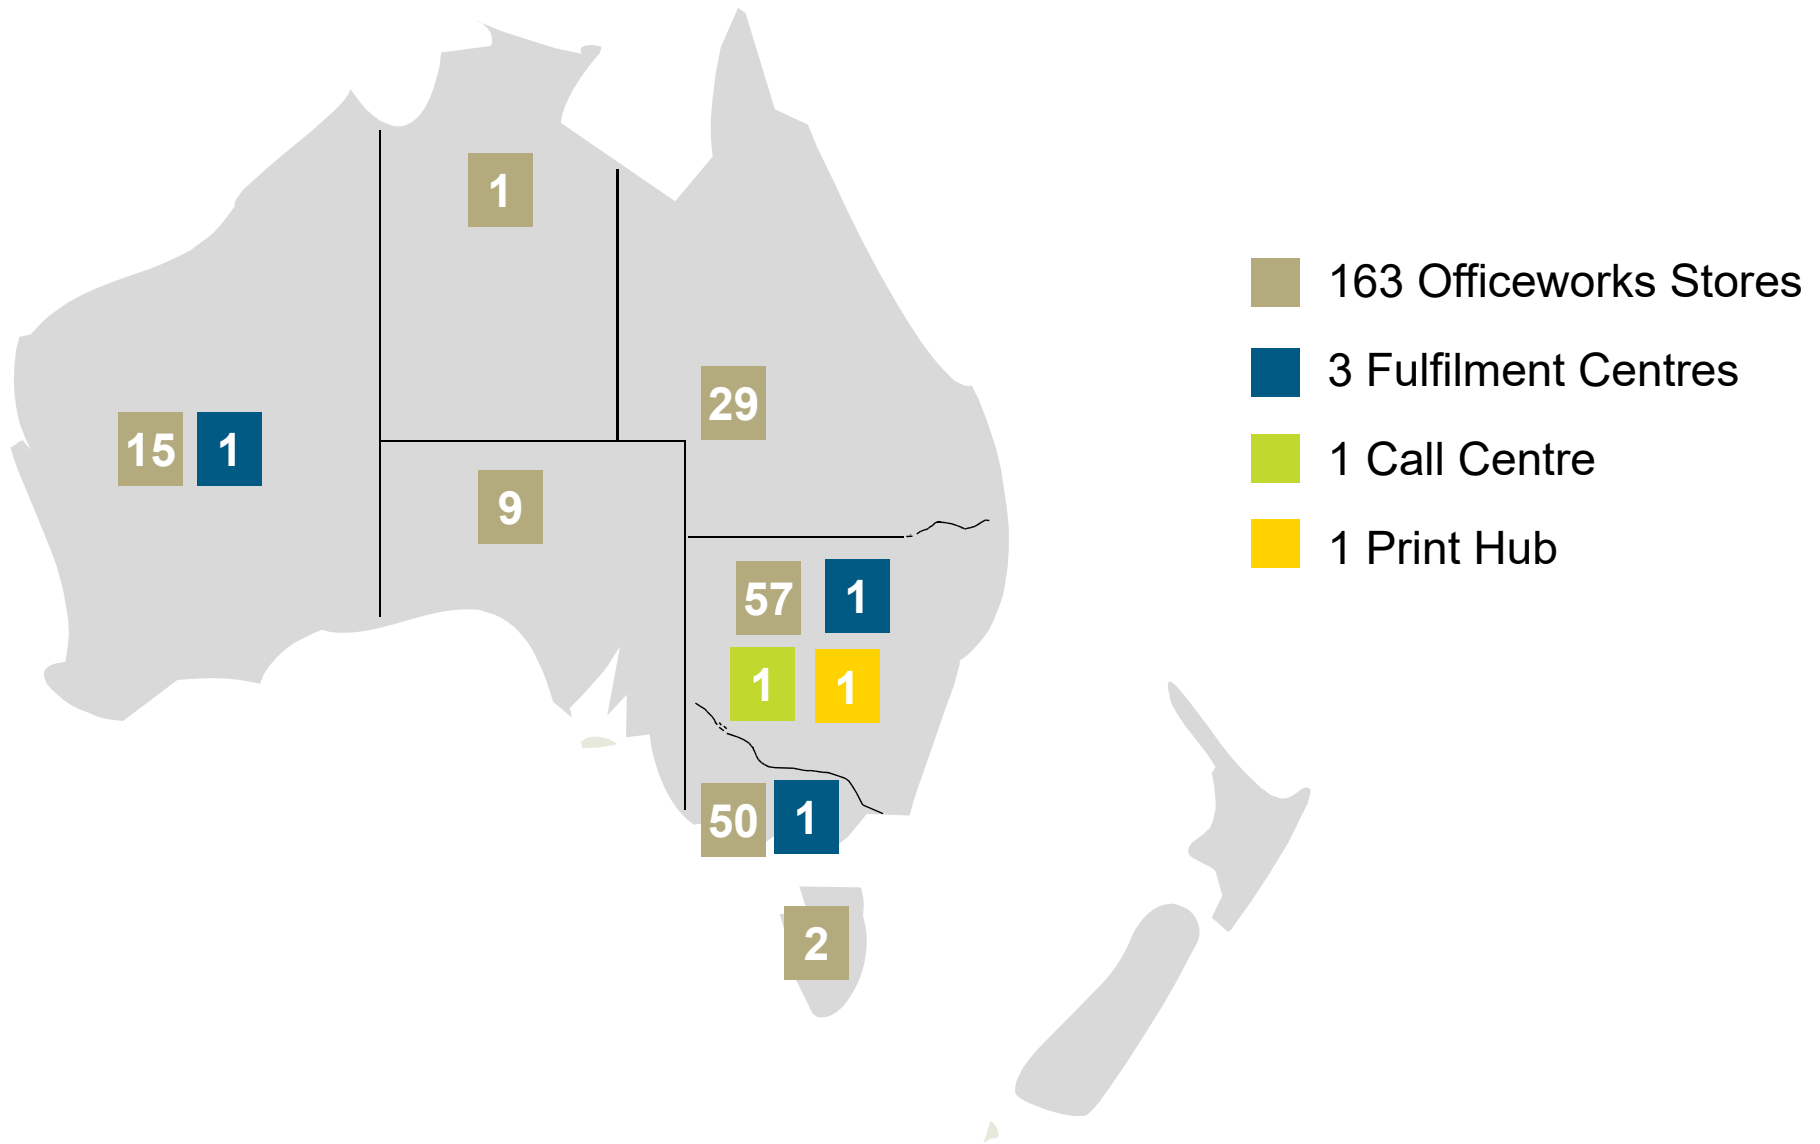 1
29
15 1
9
57 1
1 1
50 1
2
163 Officeworks Stores
3 Fulfilment Centres
1 Call Centre
1 Print Hub